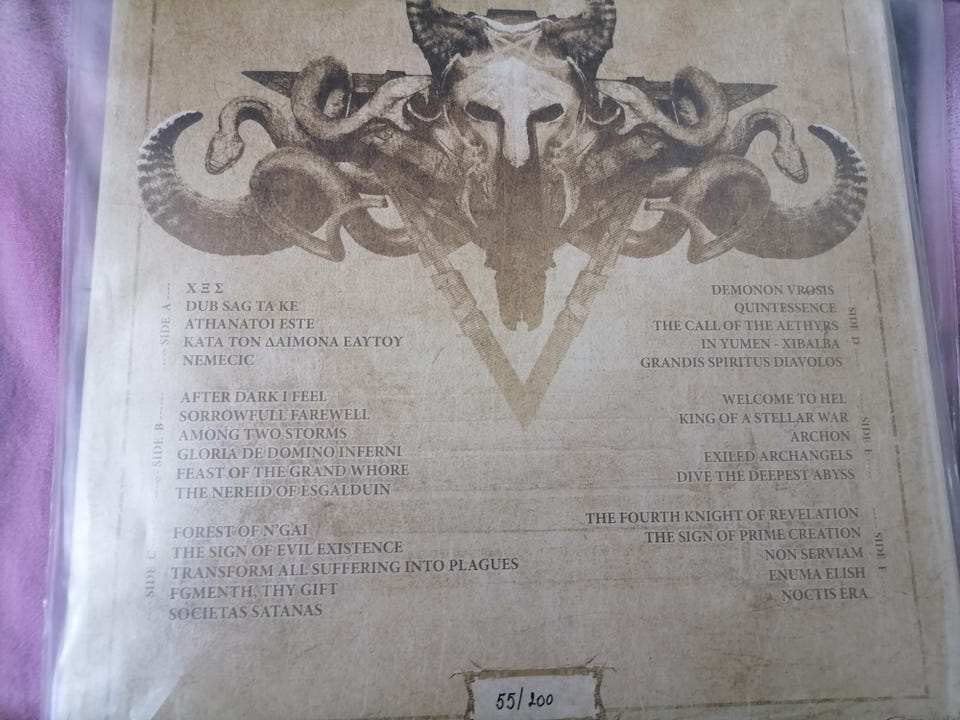 SIDE A
Χ Ξ Σ
DUB SAG TA KE
ATHANATOI ESTE
ΚΑΤΑ ΤΟΝ ΔΑΙΜΟΝΑ ΕΑΥΤΟΥ
NEMECIC
SIDE B
AFTER DARK I FEEL
SORROWFULL FAREWELL
AMONG TWO STORMS
GLORIA DE DOMINO INFERNI
FEAST OF THE GRAND WHORE
THE NEREID OF ESGALDUIN
SIDE C
FOREST OF N'GAI
THE SIGN OF EVIL EXISTENCE
TRANSFORM ALL SUFFERING INTO PLAGUES
FGMENTH, THY GIFT
SOCIETAS SATANAS
SIDE D
DEMONON VROSIS
QUINTESSENCE
THE CALL OF THE AETHYRS
IN YUMEN - XIBALBA
GRANDIS SPIRITUS DIAVOLOS
SIDE E
WELCOME TO HEL
KING OF A STELLAR WAR
ARCHON
EXILED ARCHANGELS
DIVE THE DEEPEST ABYSS
SIDE F
THE FOURTH KNIGHT OF REVELATION
THE SIGN OF PRIME CREATION
NON SERVIAM
ENUMA ELISH
NOCTIS ERA
55/200